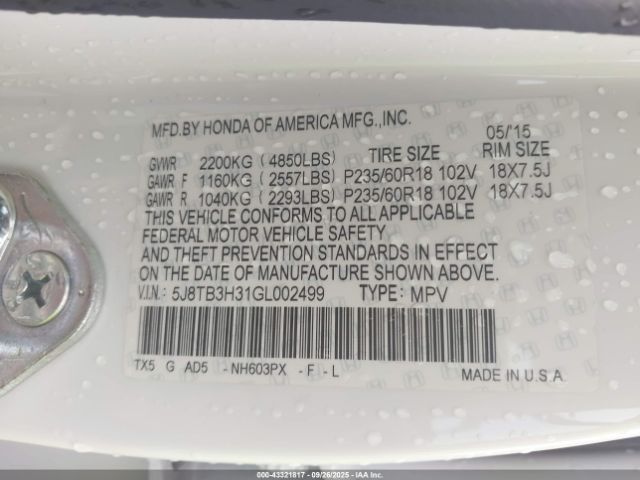 MFD.BY HONDA OF AMERICA MFG.,INC. 05/15
GVWR 2200KG (4850LBS) TIRE SIZE RIM SIZE
GAWR F 1160KG (2557LBS) P235/60R18 102V 18X7.5J
GAWR R 1040KG (2293LBS) P235/60R18 102V 18X7.5J
THIS VEHICLE CONFORMS TO ALL APPLICABLE
FEDERAL MOTOR VEHICLE SAFETY
AND THEFT PREVENTION STANDARDS IN EFFECT
ON THE DATE OF MANUFACTURE SHOWN ABOVE.
V.I.N.: 5J8TB3H31GL002499 TYPE: MPV
TX5 G AD5 - NH603PX - F - L
MADE IN U.S.A.
000-43321817 - 09/26/2025 - IAAI.COM